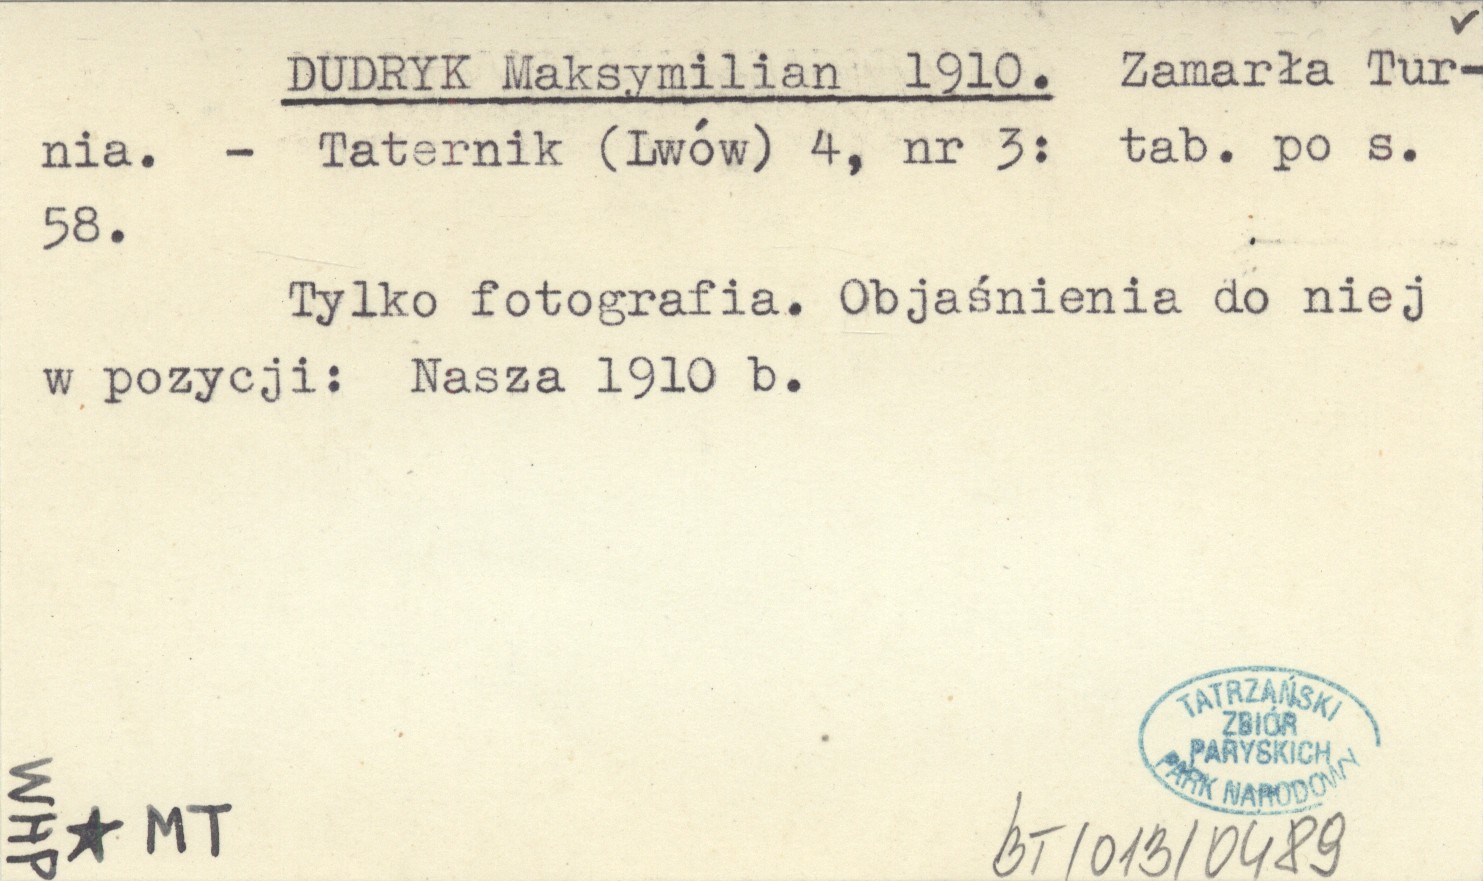 ✓
DUDRYK Maksymilian 1910. Zamarła Tur-
nia. - Taternik (Lwów) 4, nr 3: tab. po s.
58.
Tylko fotografia. Objaśnienia do niej
w pozycji: Nasza 1910 b.
TATRZAŃSKI
ZBIÓR
PARYSKICH
PARK NARODOWY
WHP ★ MT
BT/013/0489